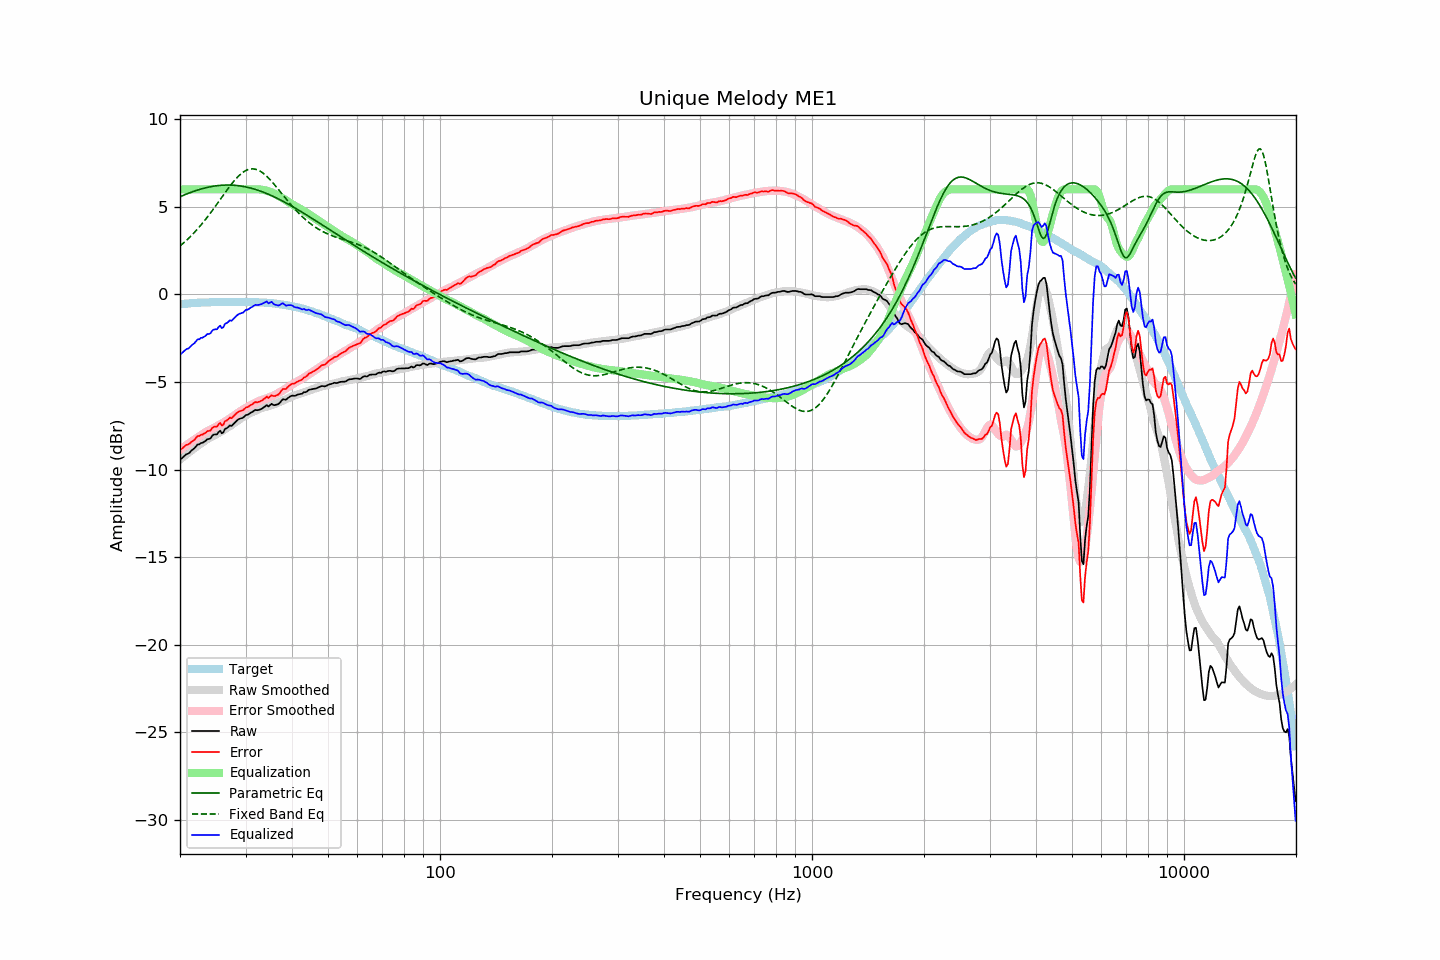 Unique Melody ME1
Amplitude (dBr)
10
5
0
−5
−10
−15
−20
−25
−30
Target
Raw Smoothed
Error Smoothed
Raw
Error
Equalization
Parametric Eq
Fixed Band Eq
Equalized
100
1000
10000
Frequency (Hz)